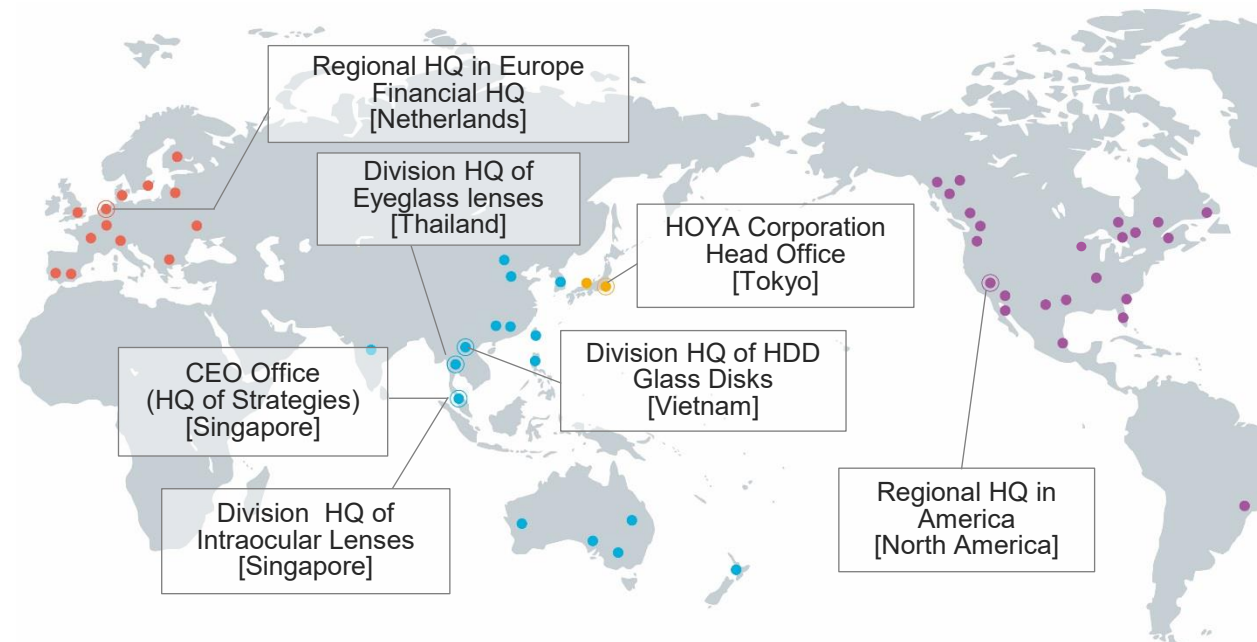 Regional HQ in Europe
Financial HQ
[Netherlands]
Division HQ of
Eyeglass lenses
[Thailand]
HOYA Corporation
Head Office
[Tokyo]
CEO Office
(HQ of Strategies)
[Singapore]
Division HQ of HDD
Glass Disks
[Vietnam]
Division  HQ of
Intraocular Lenses
[Singapore]
Regional HQ in
America
[North America]